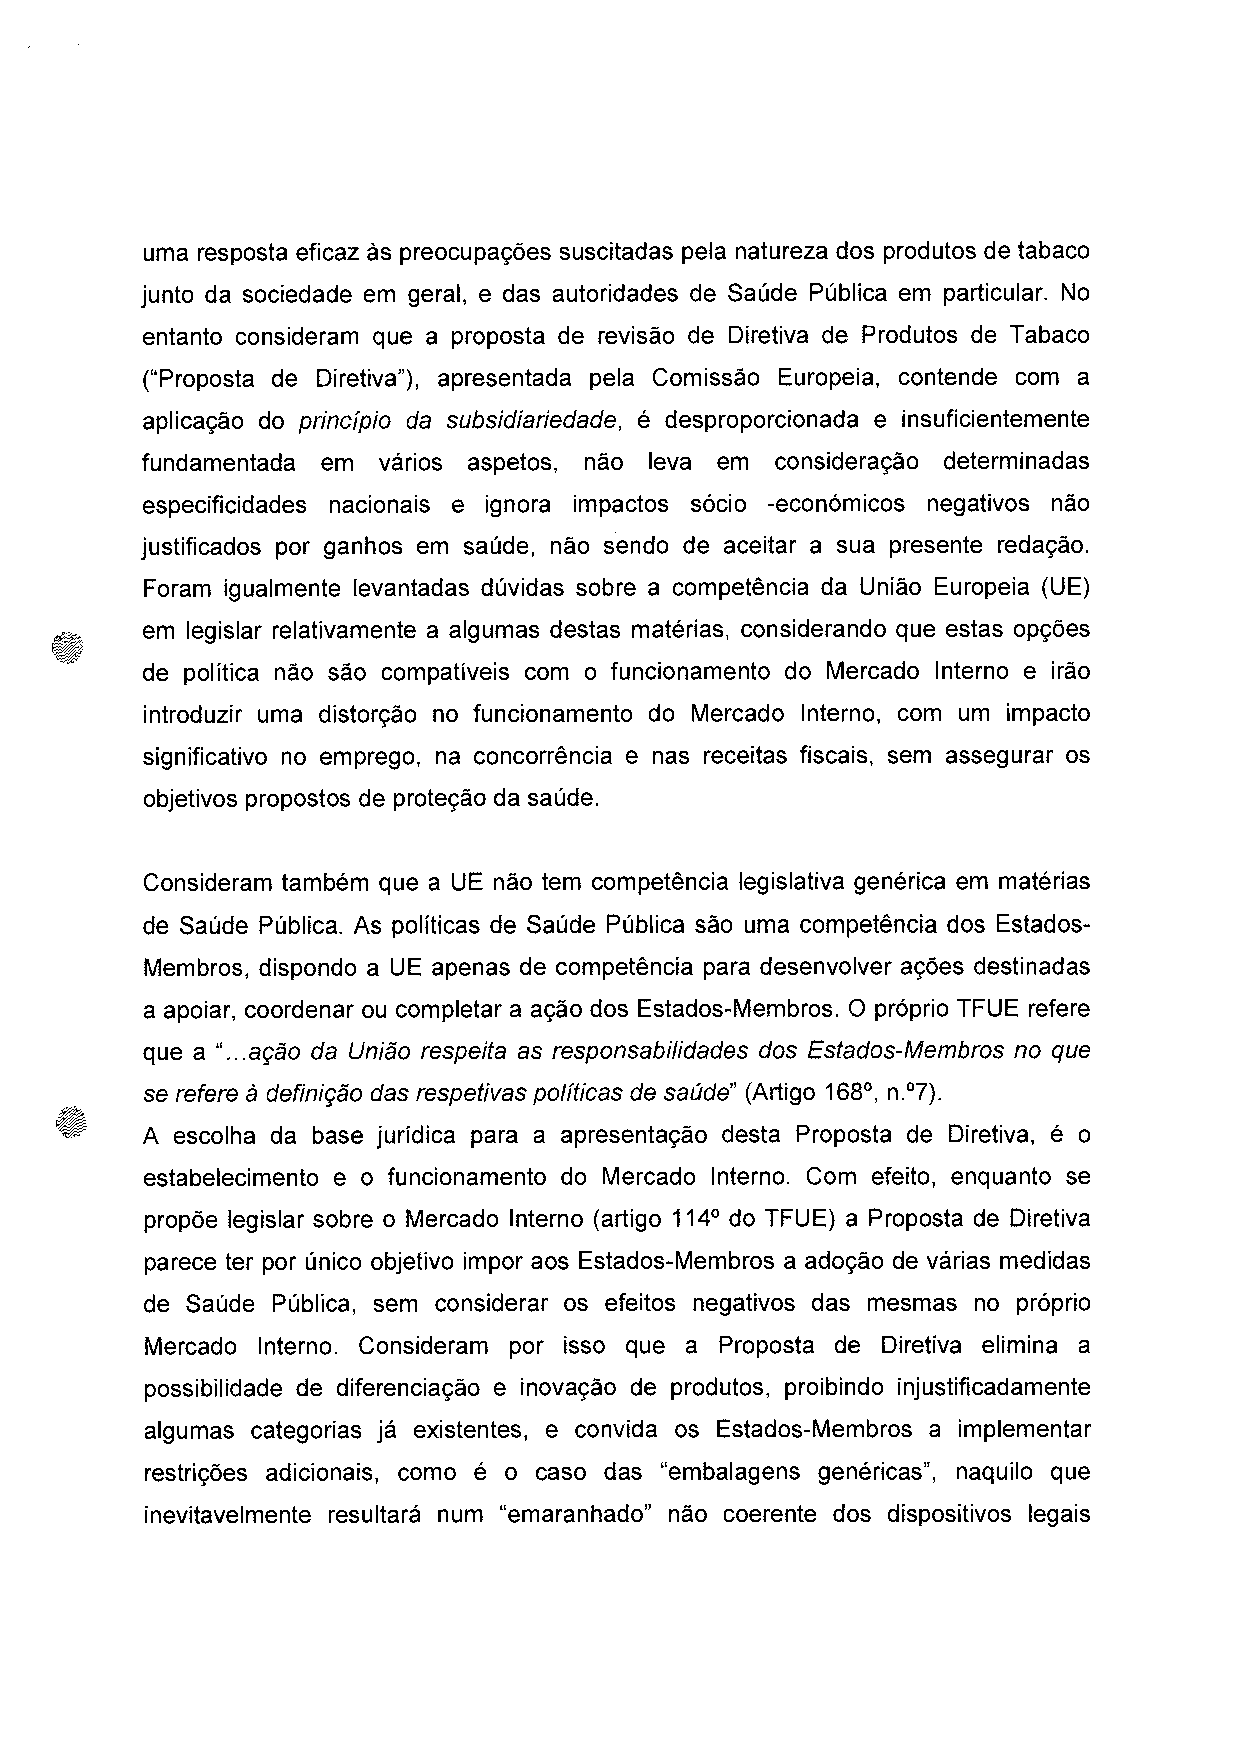 uma resposta eficaz às preocupações suscitadas pela natureza dos produtos de tabaco
junto da sociedade em geral, e das autoridades de Saúde Pública em particular. No
entanto consideram que a proposta de revisão de Diretiva de Produtos de Tabaco
(“Proposta de Diretiva”), apresentada pela Comissão Europeia, contende com a
aplicação do princípio da subsidiariedade, é desproporcionada e insuficientemente
fundamentada em vários aspetos, não leva em consideração determinadas
especificidades nacionais e ignora impactos sócio -económicos negativos não
justificados por ganhos em saúde, não sendo de aceitar a sua presente redação.
Foram igualmente levantadas dúvidas sobre a competência da União Europeia (UE)
em legislar relativamente a algumas destas matérias, considerando que estas opções
de política não são compatíveis com o funcionamento do Mercado Interno e irão
introduzir uma distorção no funcionamento do Mercado Interno, com um impacto
significativo no emprego, na concorrência e nas receitas fiscais, sem assegurar os
objetivos propostos de proteção da saúde.
Consideram também que a UE não tem competência legislativa genérica em matérias
de Saúde Pública. As políticas de Saúde Pública são uma competência dos Estados-
Membros, dispondo a UE apenas de competência para desenvolver ações destinadas
a apoiar, coordenar ou completar a ação dos Estados-Membros. O próprio TFUE refere
que a “...ação da União respeita as responsabilidades dos Estados-Membros no que
se refere à definição das respetivas políticas de saúde” (Artigo 168º, n.º7).
A escolha da base jurídica para a apresentação desta Proposta de Diretiva, é o
estabelecimento e o funcionamento do Mercado Interno. Com efeito, enquanto se
propõe legislar sobre o Mercado Interno (artigo 114º do TFUE) a Proposta de Diretiva
parece ter por único objetivo impor aos Estados-Membros a adoção de várias medidas
de Saúde Pública, sem considerar os efeitos negativos das mesmas no próprio
Mercado Interno. Consideram por isso que a Proposta de Diretiva elimina a
possibilidade de diferenciação e inovação de produtos, proibindo injustificadamente
algumas categorias já existentes, e convida os Estados-Membros a implementar
restrições adicionais, como é o caso das “embalagens genéricas”, naquilo que
inevitavelmente resultará num “emaranhado” não coerente dos dispositivos legais